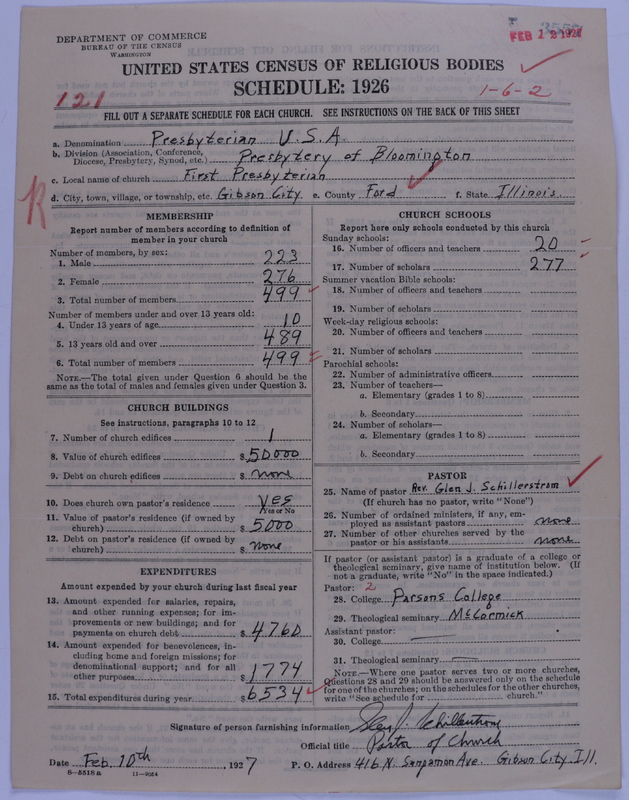 DEPARTMENT OF COMMERCE
BUREAU OF THE CENSUS
WASHINGTON
FEB 12 1927
UNITED STATES CENSUS OF RELIGIOUS BODIES
SCHEDULE: 1926
121
1-6-2
FILL OUT A SEPARATE SCHEDULE FOR EACH CHURCH. SEE INSTRUCTIONS ON THE BACK OF THIS SHEET
a. Denomination Presbyterian U.S.A.
b. Division (Association, Conference, Diocese, Presbytery, Synod, etc.) Presbytery of Bloomington
c. Local name of church First Presbyterian
d. City, town, village, or township, etc. Gibson City e. County Ford f. State Illinois
MEMBERSHIP
Report number of members according to definition of
member in your church
Number of members, by sex:
1. Male 223
2. Female 276
3. Total number of members 499
Number of members under and over 13 years old:
4. Under 13 years of age 10
5. 13 years old and over 489
6. Total number of members 499
NOTE.—The total given under Question 6 should be
same as the total of males and females given under Question 3.
CHURCH BUILDINGS
See instructions, paragraphs 10 to 12
7. Number of church edifices 1
8. Value of church edifices $50000
9. Debt on church edifices $ none
10. Does church own pastor's residence Yes
Yes or No
11. Value of pastor's residence (if owned by
church) $5000
12. Debt on pastor's residence (if owned by
church) $ none
EXPENDITURES
Amount expended by your church during last fiscal year
13. Amount expended for salaries, repairs,
and other running expenses; for im-
provements or new buildings; and for
payments on church debt $4760
14. Amount expended for benevolences, in-
cluding home and foreign missions; for
denominational support; and for all
other purposes $1774
15. Total expenditures during year $6534
CHURCH SCHOOLS
Report here only schools conducted by this church
Sunday schools:
16. Number of officers and teachers 20
17. Number of scholars 277
Summer vacation Bible schools:
18. Number of officers and teachers
19. Number of scholars
Week-day religious schools:
20. Number of officers and teachers
21. Number of scholars
Parochial schools:
22. Number of administrative officers
23. Number of teachers—
a. Elementary (grades 1 to 8)
b. Secondary
24. Number of scholars—
a. Elementary (grades 1 to 8)
b. Secondary
PASTOR
25. Name of pastor Rev. Glen J. Schillerstrom
(If church has no pastor, write "None")
26. Number of ordained ministers, if any, em-
ployed as assistant pastors none
27. Number of other churches served by the
pastor or his assistants none
If pastor (or assistant pastor) is a graduate of a college or
theological seminary, give name of institution below. (If
not a graduate, write "No" in the space indicated.)
Pastor: 2
28. College Parsons College
29. Theological seminary McCormick
Assistant pastor:
30. College
31. Theological seminary
NOTE.—Where one pastor serves two or more churches,
Questions 28 and 29 should be answered only on the schedule
for one of the churches; on the schedules for the other churches,
write "See schedule for church."
Signature of person furnishing information Glen J. Schillerstrom
Official title Pastor of Church
Date Feb. 10th, 1927 P. O. Address 416 N. Sangamon Ave. Gibson City. Ill.
8—5518 a 11—9054